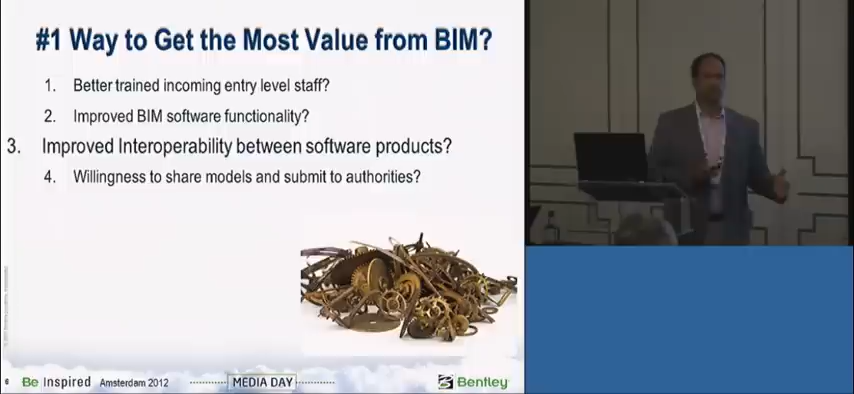 #1 Way to Get the Most Value from BIM?
1. Better trained incoming entry level staff?
2. Improved BIM software functionality?
3. Improved Interoperability between software products?
4. Willingness to share models and submit to authorities?
6 Be Inspired Amsterdam 2012 MEDIA DAY Bentley